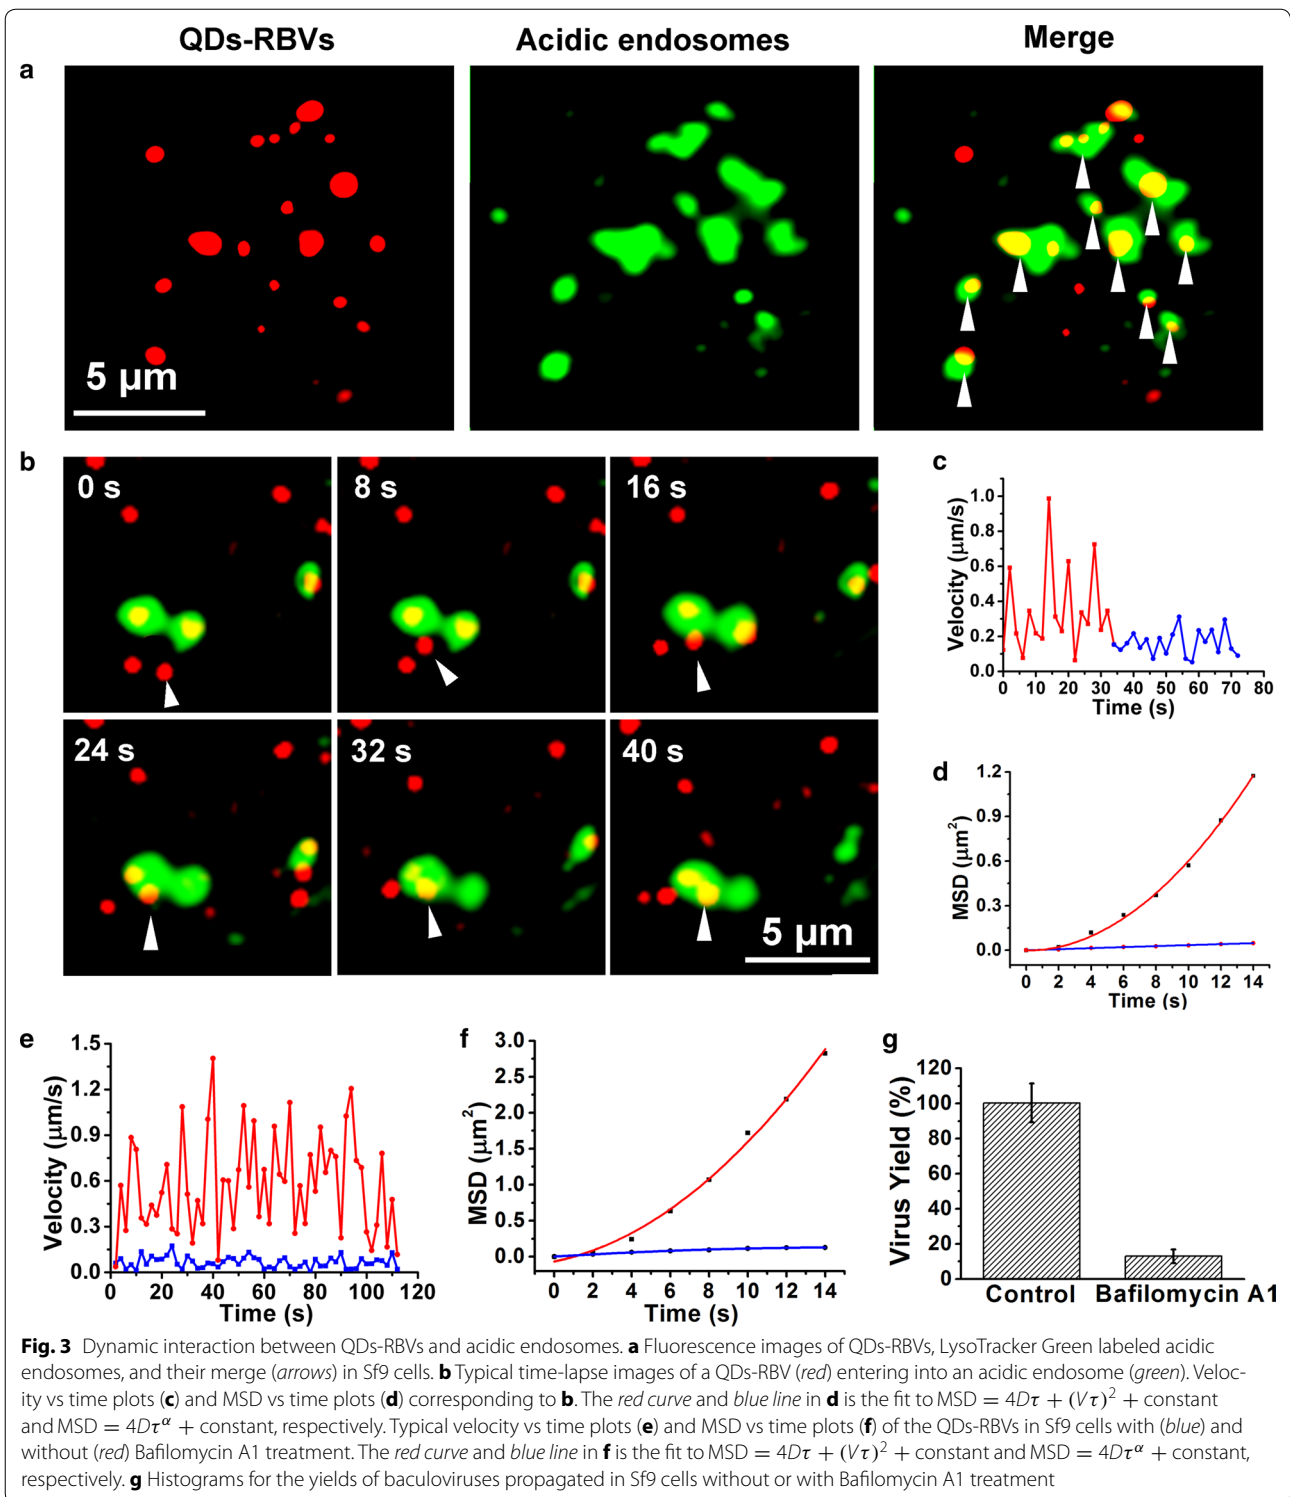 QDs-RBVs Acidic endosomes Merge
a
5 μm
b
0 s 8 s 16 s
24 s 32 s 40 s
5 μm
c
Velocity (μm/s)
1.0
0.8
0.6
0.4
0.2
0.0
0 10 20 30 40 50 60 70 80
Time (s)
d
MSD (μm²)
1.2
0.9
0.6
0.3
0.0
0 2 4 6 8 10 12 14
Time (s)
e
Velocity (μm/s)
1.5
1.2
0.9
0.6
0.3
0.0
0 20 40 60 80 100 120
Time (s)
f
MSD (μm²)
3.0
2.5
2.0
1.5
1.0
0.5
0.0
0 2 4 6 8 10 12 14
Time (s)
g
Virus Yield (%)
120
100
80
60
40
20
0
Control Bafilomycin A1
Fig. 3 Dynamic interaction between QDs-RBVs and acidic endosomes. a Fluorescence images of QDs-RBVs, LysoTracker Green labeled acidic
endosomes, and their merge (arrows) in Sf9 cells. b Typical time-lapse images of a QDs-RBV (red) entering into an acidic endosome (green). Veloc-
ity vs time plots (c) and MSD vs time plots (d) corresponding to b. The red curve and blue line in d is the fit to MSD = 4Dτ + (Vτ)² + constant
and MSD = 4Dτ^α + constant, respectively. Typical velocity vs time plots (e) and MSD vs time plots (f) of the QDs-RBVs in Sf9 cells with (blue) and
without (red) Bafilomycin A1 treatment. The red curve and blue line in f is the fit to MSD = 4Dτ + (Vτ)² + constant and MSD = 4Dτ^α + constant,
respectively. g Histograms for the yields of baculoviruses propagated in Sf9 cells without or with Bafilomycin A1 treatment